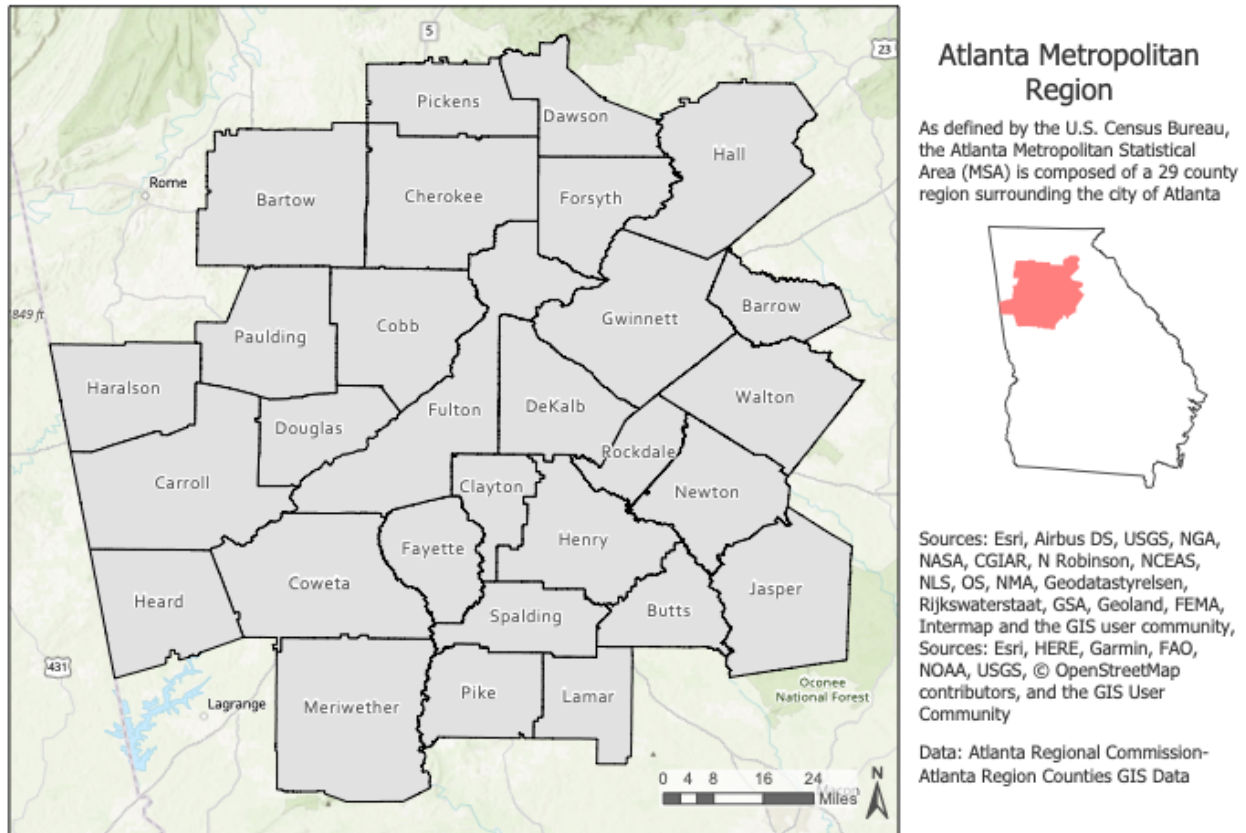 5
23
Pickens
Dawson
Hall
Rome
Bartow
Cherokee
Forsyth
849 ft
Paulding
Cobb
Gwinnett
Barrow
Haralson
Douglas
Fulton
DeKalb
Walton
Carroll
Rockdale
Clayton
Newton
Fayette
Henry
Heard
Coweta
Spalding
Butts
Jasper
431
Lagrange
Meriwether
Pike
Lamar
Oconee
National Forest
0 4 8 16 24
Miles
Macon
N
Atlanta Metropolitan
Region
As defined by the U.S. Census Bureau,
the Atlanta Metropolitan Statistical
Area (MSA) is composed of a 29 county
region surrounding the city of Atlanta
Sources: Esri, Airbus DS, USGS, NGA,
NASA, CGIAR, N Robinson, NCEAS,
NLS, OS, NMA, Geodatastyrelsen,
Rijkswaterstaat, GSA, Geoland, FEMA,
Intermap and the GIS user community,
Sources: Esri, HERE, Garmin, FAO,
NOAA, USGS, © OpenStreetMap
contributors, and the GIS User
Community
Data: Atlanta Regional Commission-
Atlanta Region Counties GIS Data